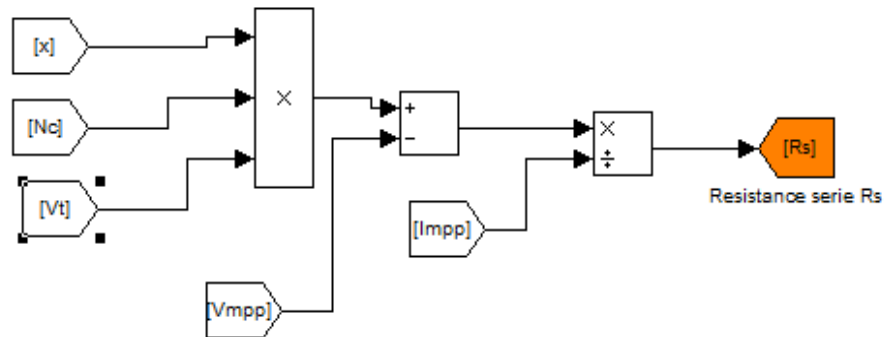 [x]
[Nc]
[Vt]
×
+
−
[Vmpp]
[Impp]
×
÷
[Rs]
Resistance serie Rs